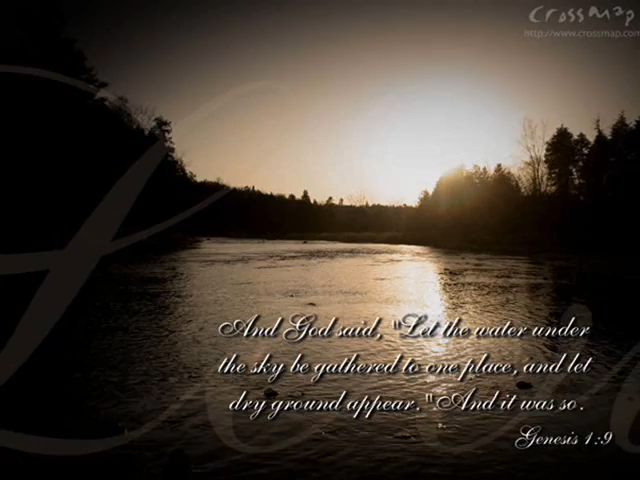 CrossMap
http://www.crossmap.com
And God said, "Let the water under
the sky be gathered to one place, and let
dry ground appear." And it was so.
Genesis 1:9